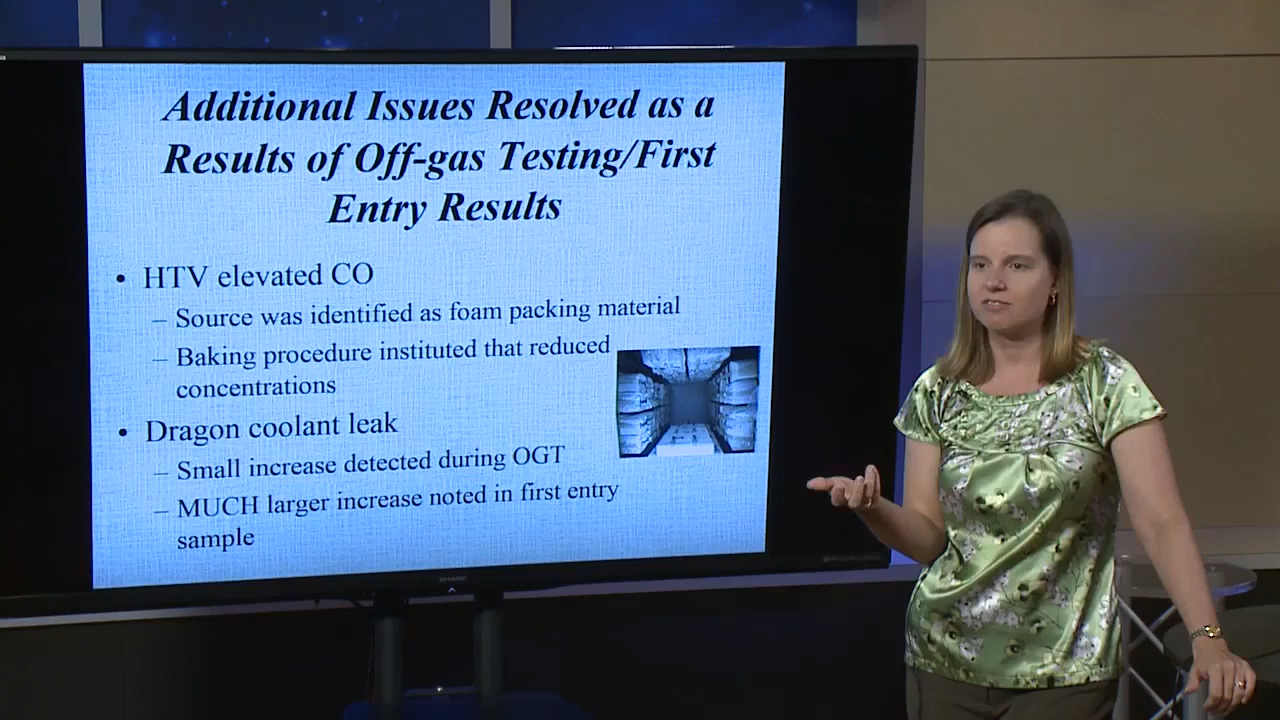 Additional Issues Resolved as a
Results of Off-gas Testing/First
Entry Results
• HTV elevated CO
– Source was identified as foam packing material
– Baking procedure instituted that reduced
concentrations
• Dragon coolant leak
– Small increase detected during OGT
– MUCH larger increase noted in first entry
sample
SHARP